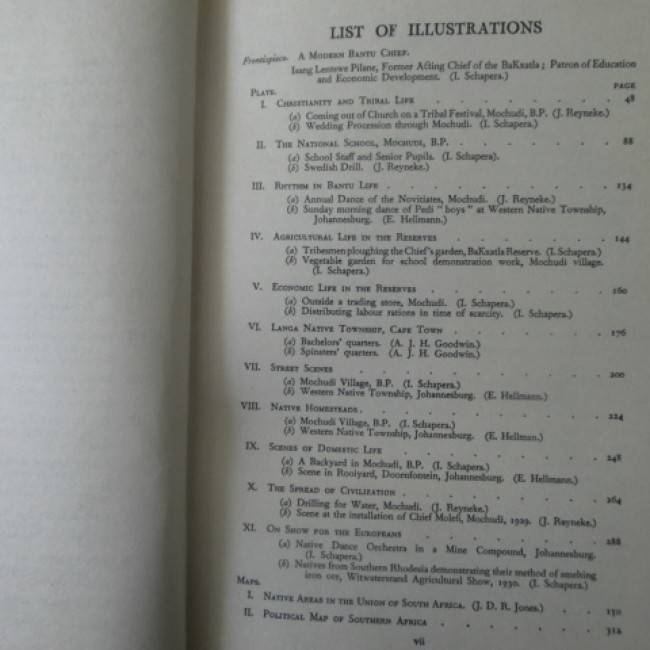 LIST OF ILLUSTRATIONS
Frontispiece. A MODERN BANTU CHIEF.
Isang Lentswe Pilane, Former Acting Chief of the BaKxatla; Patron of Education
and Economic Development. (I. Schapera.)
PLATES. PAGE
I. CHRISTIANITY AND TRIBAL LIFE . . . . . . . 48
(a) Coming out of Church on a Tribal Festival, Mochudi, B.P. (J. Reyneke.)
(b) Wedding Procession through Mochudi. (I. Schapera.)
II. THE NATIONAL SCHOOL, MOCHUDI, B.P. . . . . . . 88
(a) School Staff and Senior Pupils. (I. Schapera).
(b) Swedish Drill. (J. Reyneke.)
III. RHYTHM IN BANTU LIFE . . . . . . . . 134
(a) Annual Dance of the Novitiates, Mochudi. (J. Reyneke.)
(b) Sunday morning dance of Pedi "boys" at Western Native Township,
Johannesburg. (E. Hellmann.)
IV. AGRICULTURAL LIFE IN THE RESERVES . . . . . . 144
(a) Tribesmen ploughing the Chief's garden, BaKxatla Reserve. (I. Schapera.)
(b) Vegetable garden for school demonstration work, Mochudi village.
(I. Schapera.)
V. ECONOMIC LIFE IN THE RESERVES . . . . . . 160
(a) Outside a trading store, Mochudi. (I. Schapera.)
(b) Distributing labour rations in time of scarcity. (I. Schapera.)
VI. LANGA NATIVE TOWNSHIP, CAPE TOWN . . . . . . 176
(a) Bachelors' quarters. (A. J. H. Goodwin.)
(b) Spinsters' quarters. (A. J. H. Goodwin.)
VII. STREET SCENES . . . . . . . . 200
(a) Mochudi Village, B.P. (I. Schapera.)
(b) Western Native Township, Johannesburg. (E. Hellmann.)
VIII. NATIVE HOMESTEADS . . . . . . . . 224
(a) Mochudi Village, B.P. (I. Schapera.)
(b) Western Native Township, Johannesburg. (E. Hellman.)
IX. SCENES OF DOMESTIC LIFE . . . . . . . 248
(a) A Backyard in Mochudi, B.P. (I. Schapera.)
(b) Scene in Rooiyard, Doornfontein, Johannesburg. (E. Hellmann.)
X. THE SPREAD OF CIVILIZATION . . . . . . . 264
(a) Drilling for Water, Mochudi. (J. Reyneke.)
(b) Scene at the installation of Chief Molefi, Mochudi, 1929. (J. Reyneke.)
XI. ON SHOW FOR THE EUROPEANS . . . . . . . 288
(a) Native Dance Orchestra in a Mine Compound, Johannesburg.
(I. Schapera.)
(b) Natives from Southern Rhodesia demonstrating their method of smelting
iron ore, Witwatersrand Agricultural Show, 1930. (I. Schapera.)
MAPS.
I. NATIVE AREAS IN THE UNION OF SOUTH AFRICA. (J. D. R. Jones.) . . 150
II. POLITICAL MAP OF SOUTHERN AFRICA . . . . . . 312
vii